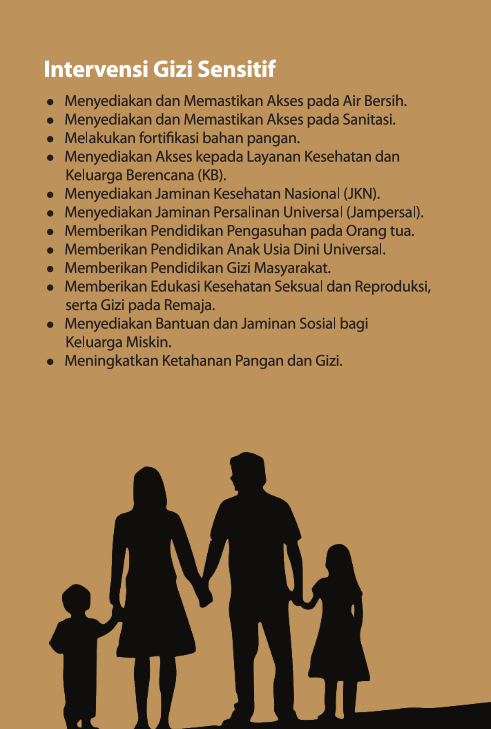 Intervensi Gizi Sensitif
● Menyediakan dan Memastikan Akses pada Air Bersih.
● Menyediakan dan Memastikan Akses pada Sanitasi.
● Melakukan fortifikasi bahan pangan.
● Menyediakan Akses kepada Layanan Kesehatan dan
Keluarga Berencana (KB).
● Menyediakan Jaminan Kesehatan Nasional (JKN).
● Menyediakan Jaminan Persalinan Universal (Jampersal).
● Memberikan Pendidikan Pengasuhan pada Orang tua.
● Memberikan Pendidikan Anak Usia Dini Universal.
● Memberikan Pendidikan Gizi Masyarakat.
● Memberikan Edukasi Kesehatan Seksual dan Reproduksi,
serta Gizi pada Remaja.
● Menyediakan Bantuan dan Jaminan Sosial bagi
Keluarga Miskin.
● Meningkatkan Ketahanan Pangan dan Gizi.